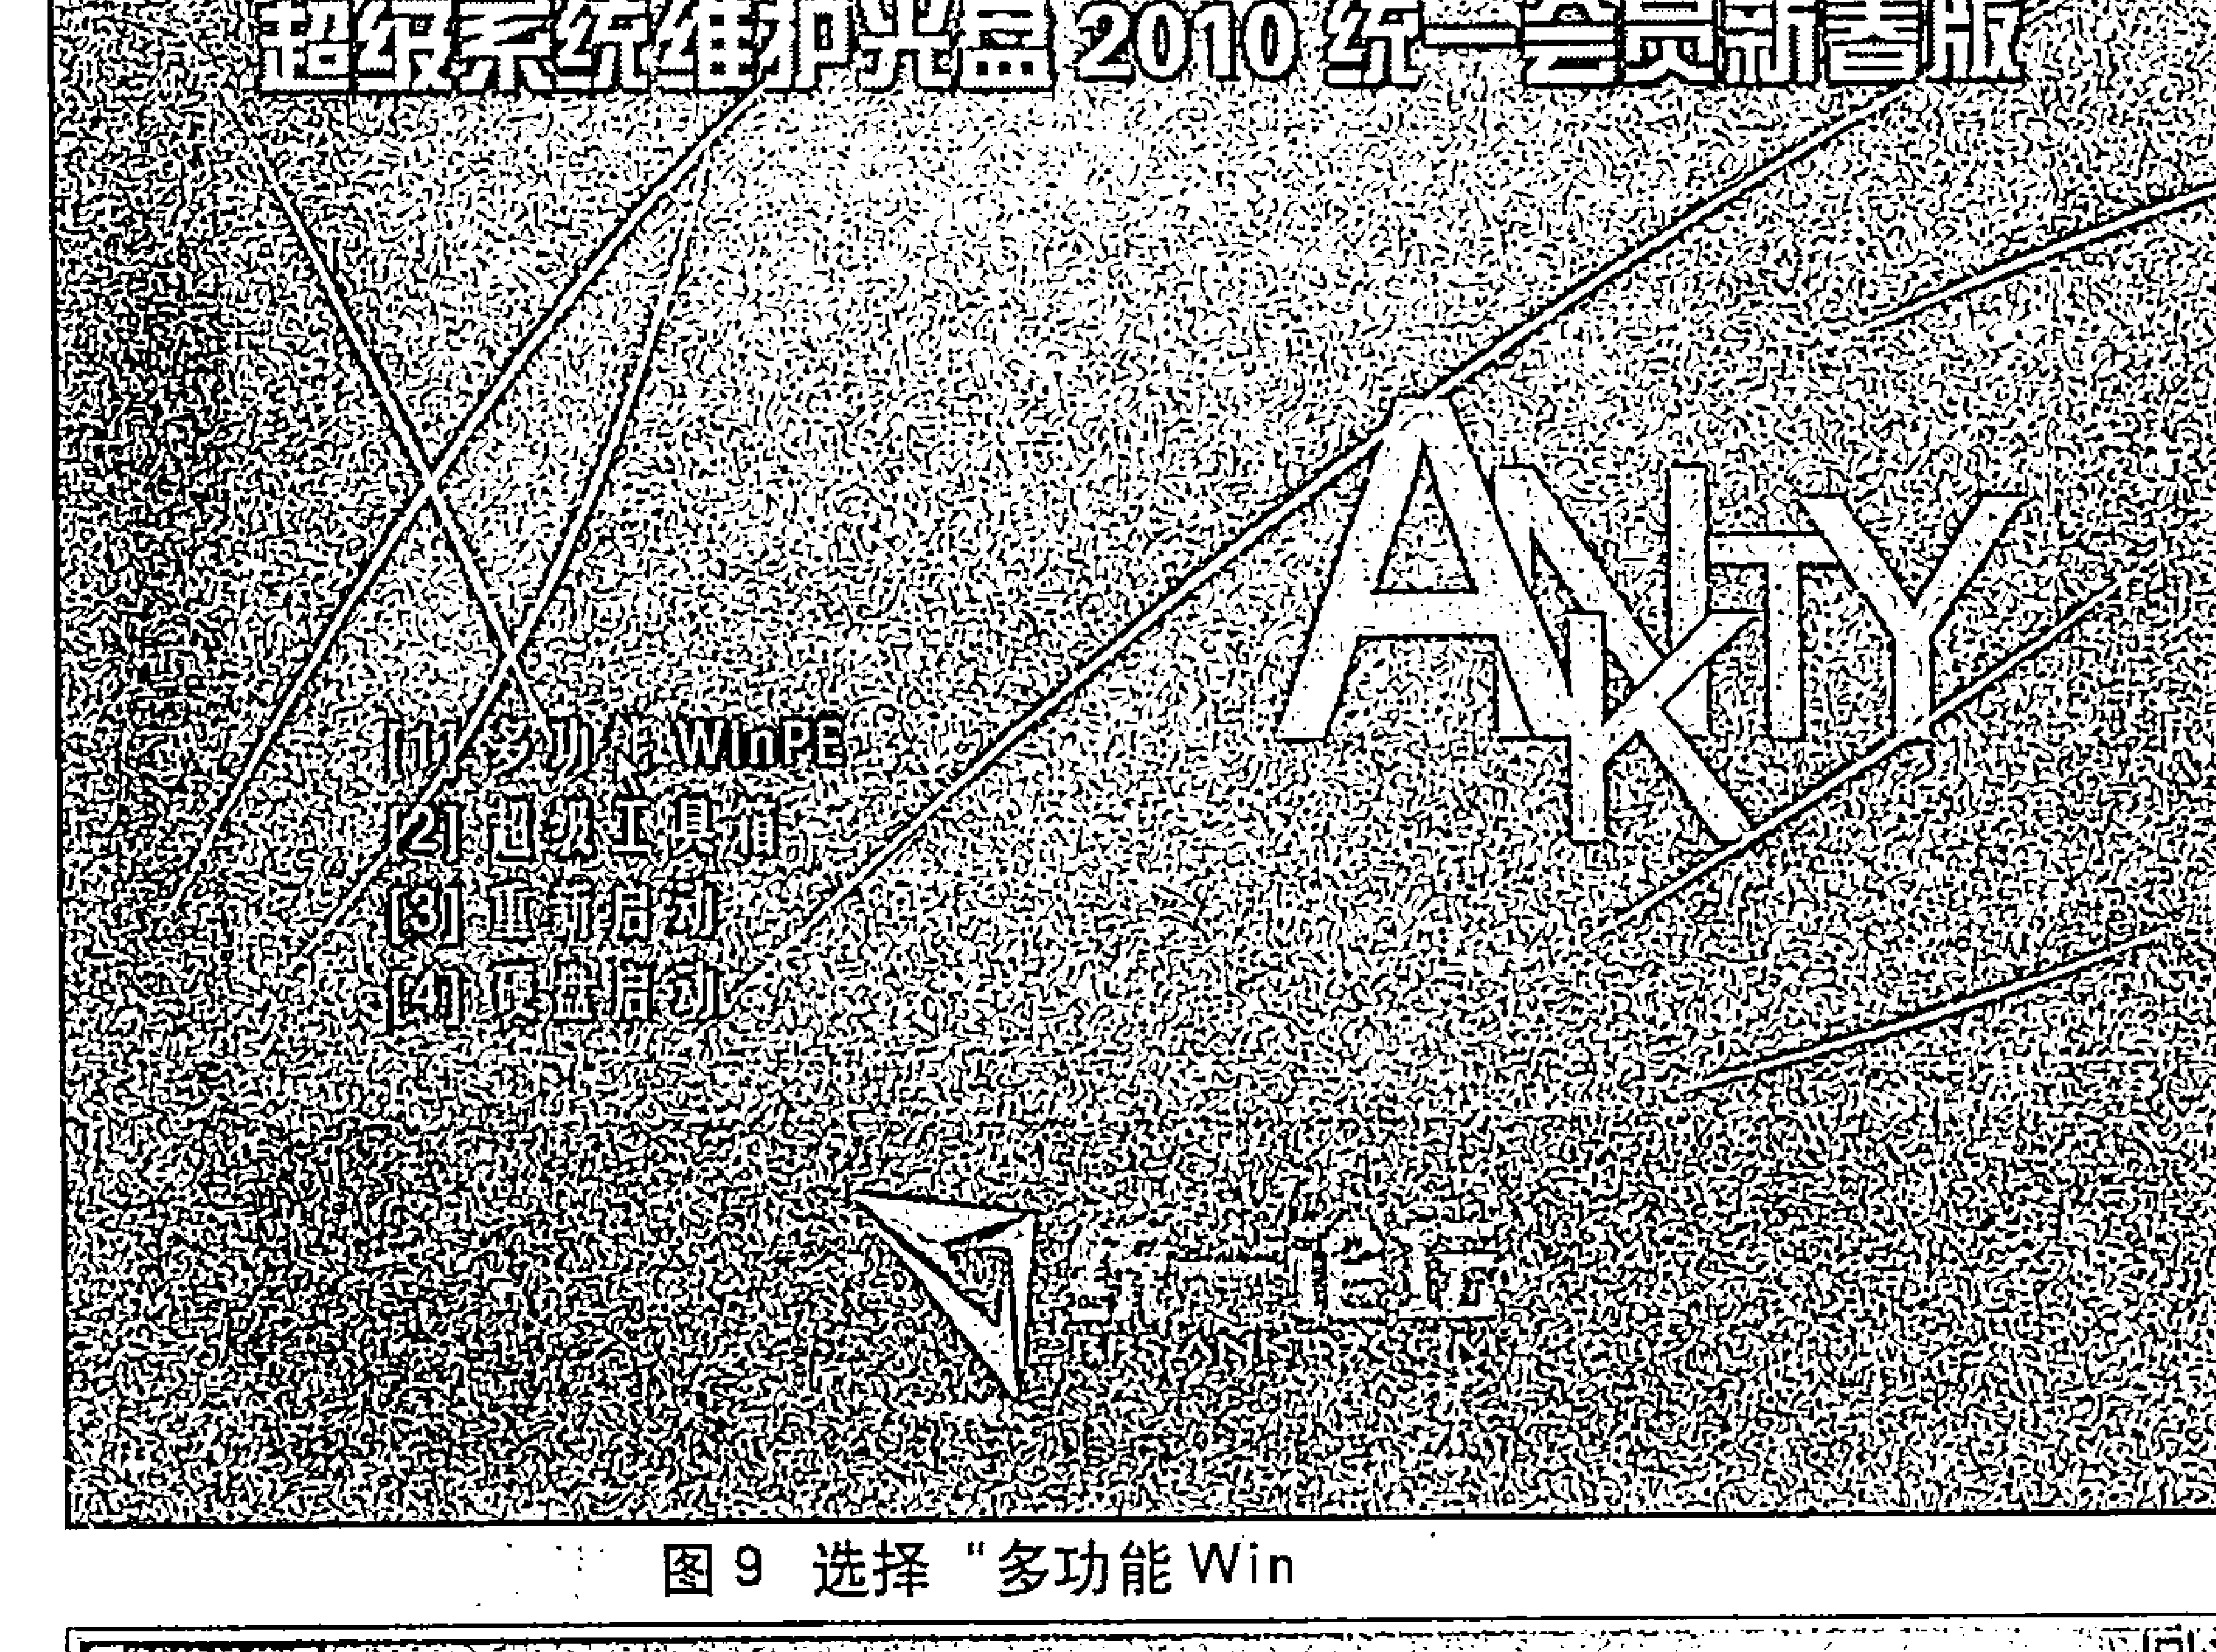 超级系统维护光盘 2010 统一会员新春版
ANKTY
[1] 多功能 WinPE
[2] 超级工具箱
[3] 重新启动
[4] 硬盘启动
统一论坛
图 9 选择 “多功能 Win